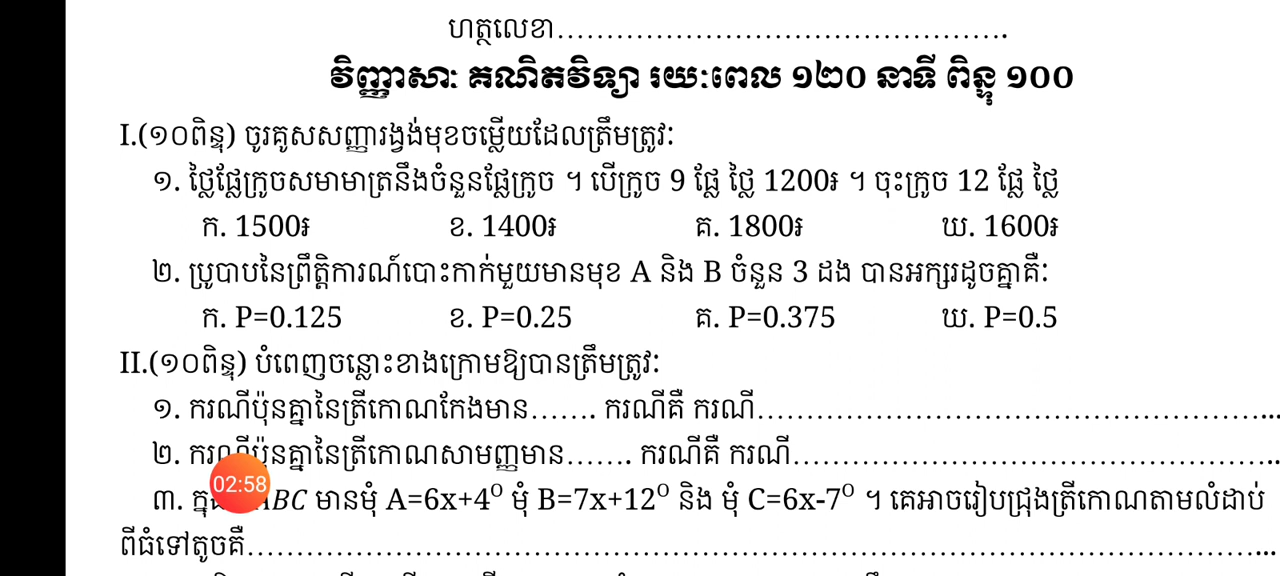 ហត្ថលេខា……………………………………….
វិញ្ញាសាៈ គណិតវិទ្យា រយៈពេល ១២០ នាទី ពិន្ទុ ១០០
I.(១០ពិន្ទុ) ចូរគូសសញ្ញារង្វង់មុខចម្លើយដែលត្រឹមត្រូវៈ
១. ថ្លៃផ្លែក្រូចសមាមាត្រនឹងចំនួនផ្លែក្រូច ។ បើក្រូច 9 ផ្លែ ថ្លៃ 1200៛ ។ ចុះក្រូច 12 ផ្លែ ថ្លៃ
ក. 1500៛ ខ. 1400៛ គ. 1800៛ ឃ. 1600៛
២. ប្រូបាបនៃព្រឹត្តិការណ៍បោះកាក់មួយមានមុខ A និង B ចំនួន 3 ដង បានអក្សរដូចគ្នាគឺៈ
ក. P=0.125 ខ. P=0.25 គ. P=0.375 ឃ. P=0.5
II.(១០ពិន្ទុ) បំពេញចន្លោះខាងក្រោមឱ្យបានត្រឹមត្រូវៈ
១. ករណីប៉ុនគ្នានៃត្រីកោណកែងមាន……. ករណីគឺ ករណី………………………………………………
២. ករណីប៉ុនគ្នានៃត្រីកោណសាមញ្ញមាន……. ករណីគឺ ករណី…………………………………………..
02:58
៣. ក្នុង ABC មានមុំ A=6x+4⁰ មុំ B=7x+12⁰ និង មុំ C=6x-7⁰ ។ គេអាចរៀបជ្រុងត្រីកោណតាមលំដាប់
ពីធំទៅតូចគឺ……………………………………………………………………………………………...